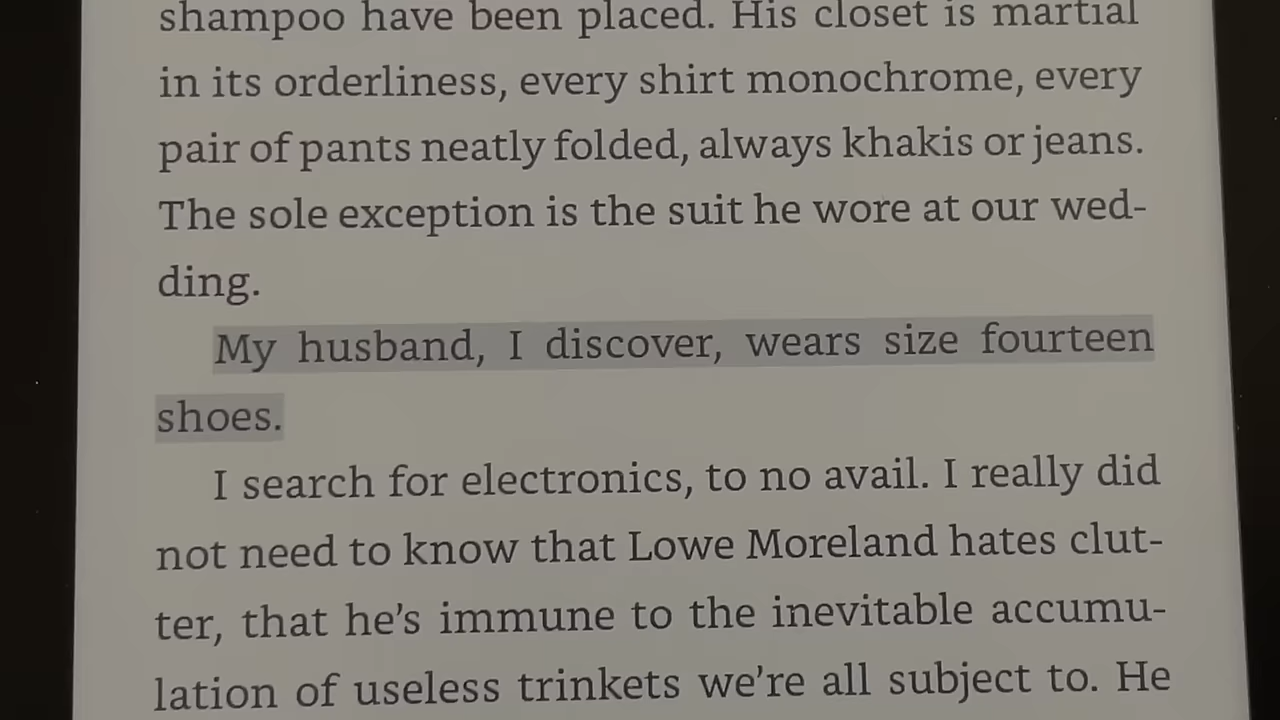 shampoo have been placed. His closet is martial
in its orderliness, every shirt monochrome, every
pair of pants neatly folded, always khakis or jeans.
The sole exception is the suit he wore at our wed-
ding.
My husband, I discover, wears size fourteen
shoes.
I search for electronics, to no avail. I really did
not need to know that Lowe Moreland hates clut-
ter, that he's immune to the inevitable accumu-
lation of useless trinkets we're all subject to. He